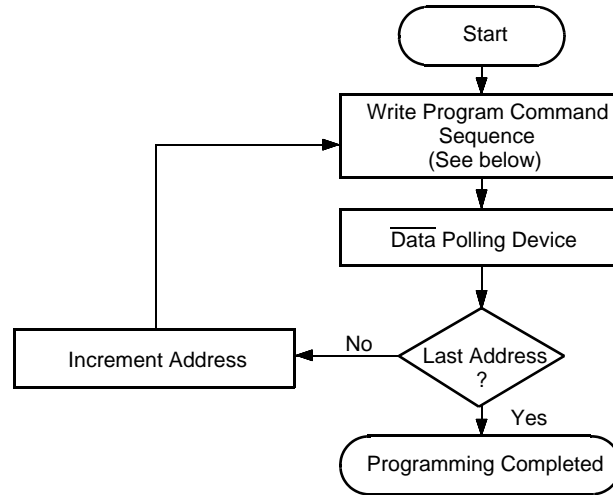 Start
Write Program Command
Sequence
(See below)
Data Polling Device
Last Address
?
No
Increment Address
Yes
Programming Completed